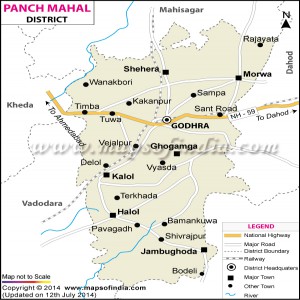 PANCH MAHAL
DISTRICT
Mahisagar
Rajayata
Dahod
Shehera
Morwa
Wanakbori
Kheda
Timba
Kakanpur
Sampa
Sant Road
Tuwa
To Ahmedabad
GODHRA
NH - 59
To Dahod
Vejalpur
Ghogamga
www.mapsofindia.com
Delol
Vyasda
Kalol
Vadodara
Terkhada
Halol
Bamankuwa
Pavagadh
Shivrajpur
Jambughoda
Bodeli
LEGEND
National Highway
Major Road
District Boundary
Railway
District Headquarters
Major Town
Other Town
River
Map not to Scale
Copyright © 2014 www.mapsofindia.com
(Updated on 12th July 2014)